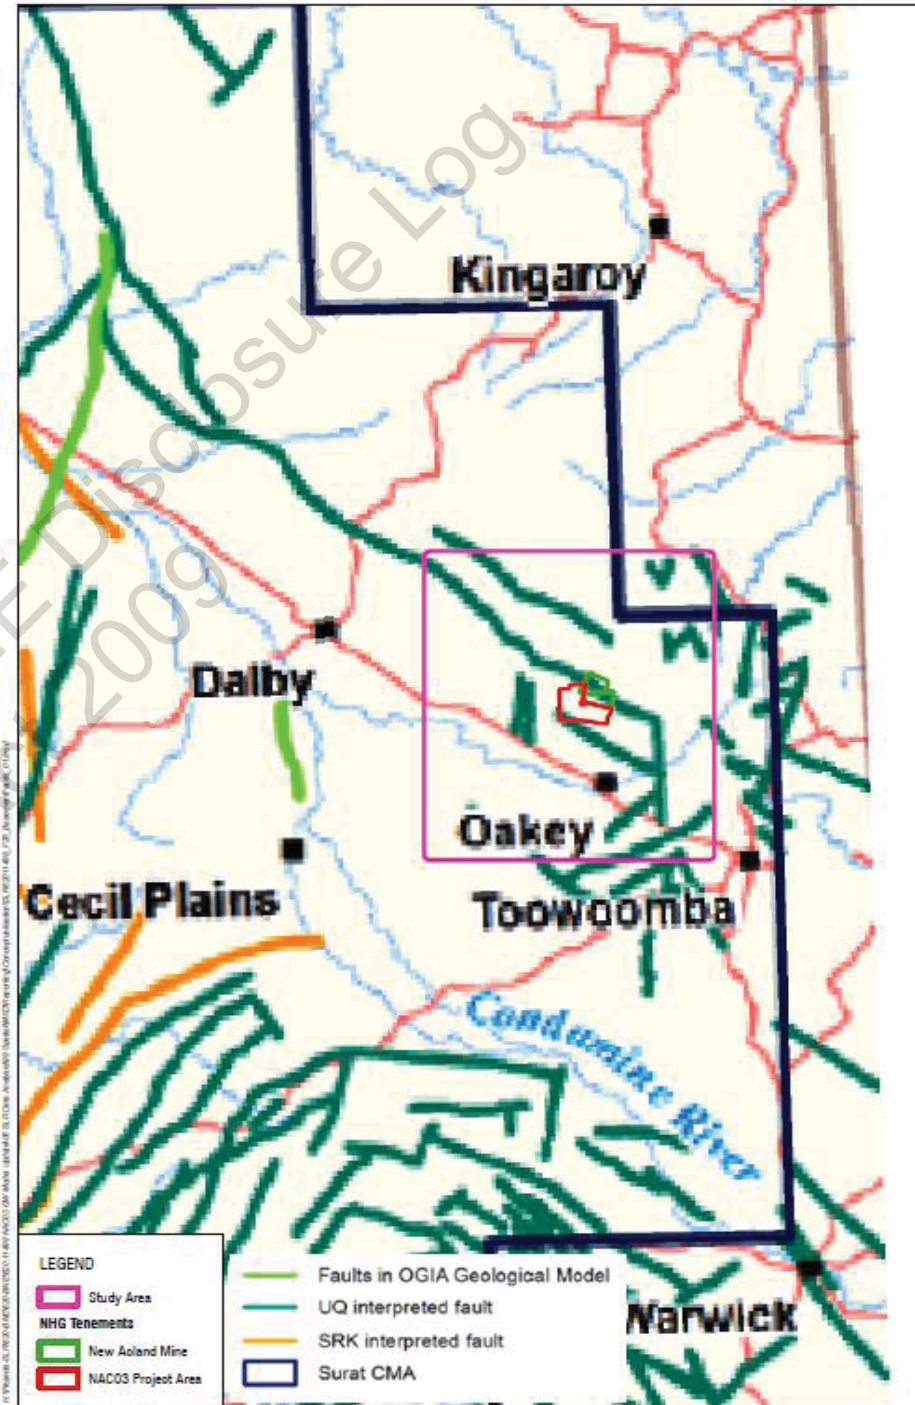 Kingaroy
Dalby
Oakey
Cecil Plains
Toowoomba
Condamine River
Warwick
E Disclosure Log
2009
LEGEND
Study Area
NHG Tenements
New Acland Mine
NAC03 Project Area
Faults in OGIA Geological Model
UQ interpreted fault
SRK interpreted fault
Surat CMA